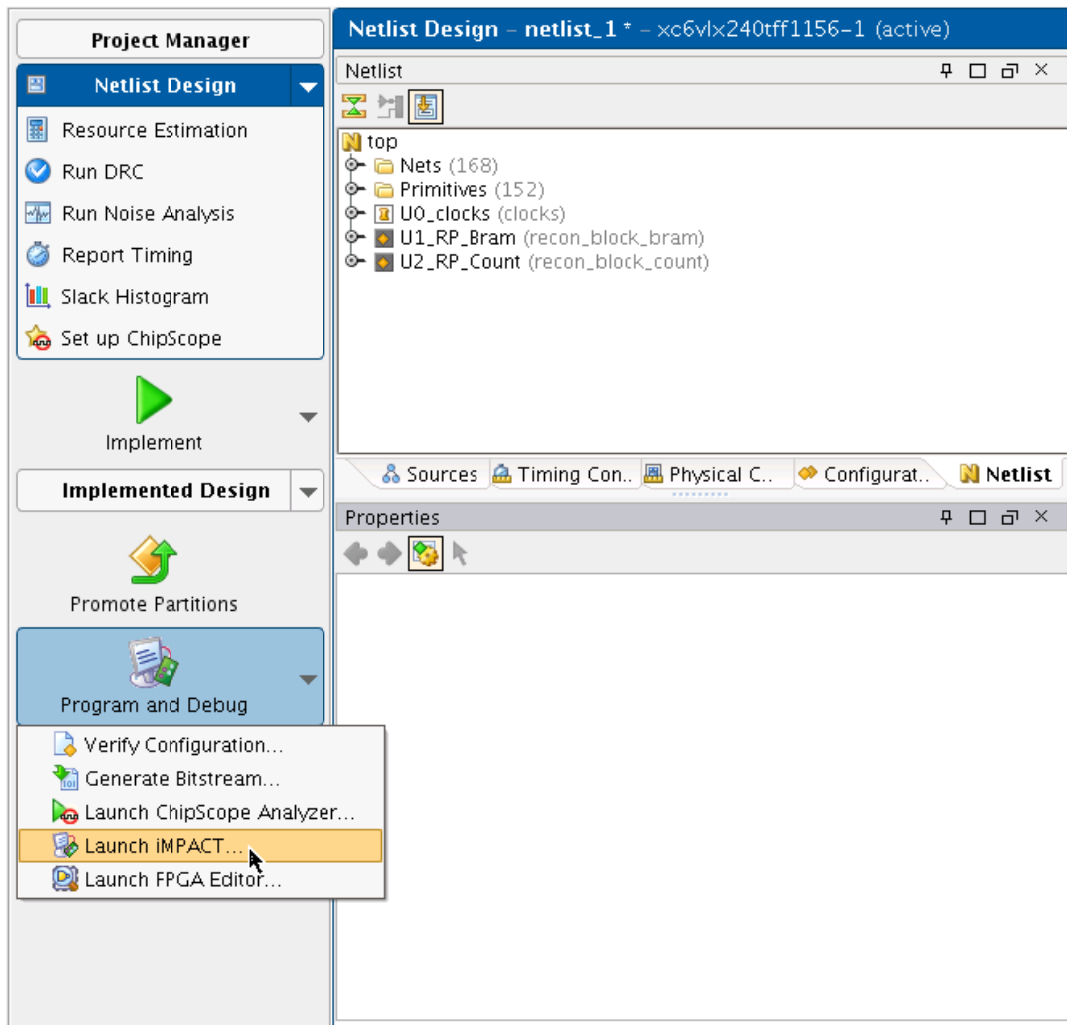 Project Manager
Netlist Design
Resource Estimation
Run DRC
Run Noise Analysis
Report Timing
Slack Histogram
Set up ChipScope
Implement
Implemented Design
Promote Partitions
Program and Debug
Verify Configuration...
Generate Bitstream...
Launch ChipScope Analyzer...
Launch iMPACT...
Launch FPGA Editor...
Netlist Design - netlist_1 * - xc6vlx240tff1156-1 (active)
Netlist
top
Nets (168)
Primitives (152)
U0_clocks (clocks)
U1_RP_Bram (recon_block_bram)
U2_RP_Count (recon_block_count)
Sources Timing Con.. Physical C.. Configurat.. Netlist
Properties